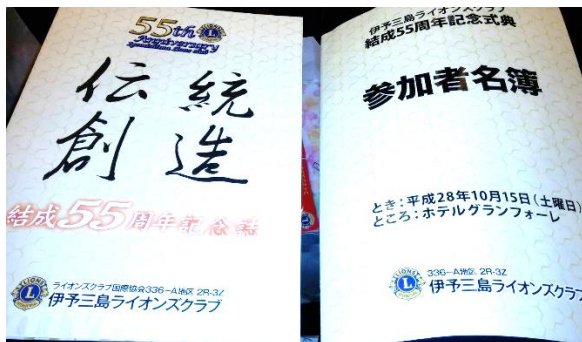 55th
Anniversary
伝統
創造
結成55周年記念誌
ライオンズクラブ国際協会336-A地区 2R-3Z
伊予三島ライオンズクラブ
伊予三島ライオンズクラブ
結成55周年記念式典
参加者名簿
とき:平成28年10月15日(土曜日)
ところ:ホテルグランフォーレ
336-A地区 2R-3Z
伊予三島ライオンズクラブ